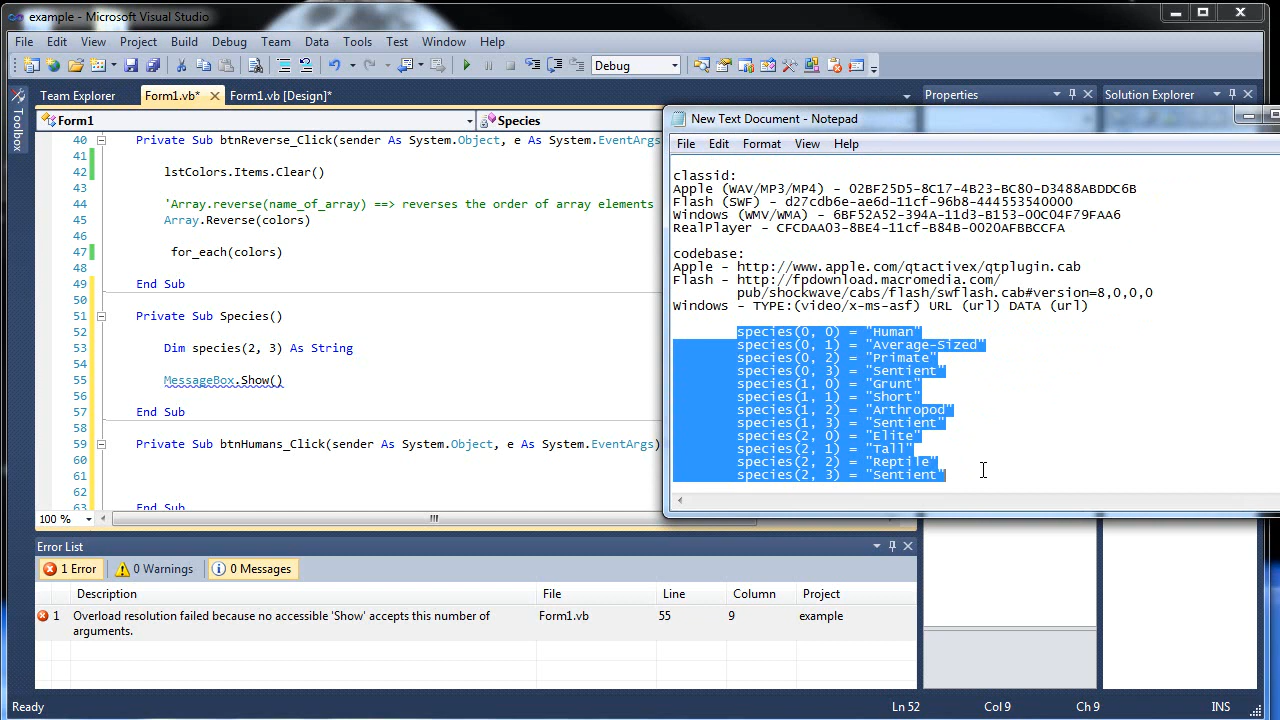 example - Microsoft Visual Studio
File Edit View Project Build Debug Team Data Tools Test Window Help
Debug
Toolbox
Team Explorer Form1.vb* Form1.vb [Design]*
Form1 Species
40 Private Sub btnReverse_Click(sender As System.Object, e As System.EventArgs
41
42 lstColors.Items.Clear()
43
44 'Array.reverse(name_of_array) ==> reverses the order of array elements
45 Array.Reverse(colors)
46
47 for_each(colors)
48
49 End Sub
50
51 Private Sub Species()
52
53 Dim species(2, 3) As String
54
55 MessageBox.Show()
56
57 End Sub
58
59 Private Sub btnHumans_Click(sender As System.Object, e As System.EventArgs)
60
61
62
63 End Sub
100 %
Properties
Solution Explorer
New Text Document - Notepad
File Edit Format View Help
classid:
Apple (WAV/MP3/MP4) - 02BF25D5-8C17-4B23-BC80-D3488ABDDC6B
Flash (SWF) - d27cdb6e-ae6d-11cf-96b8-444553540000
Windows (WMV/WMA) - 6BF52A52-394A-11d3-B153-00C04F79FAA6
RealPlayer - CFCDAA03-8BE4-11cf-B84B-0020AFBBCCFA
codebase:
Apple - http://www.apple.com/qtactivex/qtplugin.cab
Flash - http://fpdownload.macromedia.com/
pub/shockwave/cabs/flash/swflash.cab#version=8,0,0,0
Windows - TYPE:(video/x-ms-asf) URL (url) DATA (url)
species(0, 0) = "Human"
species(0, 1) = "Average-Sized"
species(0, 2) = "Primate"
species(0, 3) = "Sentient"
species(1, 0) = "Grunt"
species(1, 1) = "Short"
species(1, 2) = "Arthropod"
species(1, 3) = "Sentient"
species(2, 0) = "Elite"
species(2, 1) = "Tall"
species(2, 2) = "Reptile"
species(2, 3) = "Sentient"
Error List
1 Error 0 Warnings 0 Messages
Description File Line Column Project
1 Overload resolution failed because no accessible 'Show' accepts this number of arguments. Form1.vb 55 9 example
Ready Ln 52 Col 9 Ch 9 INS